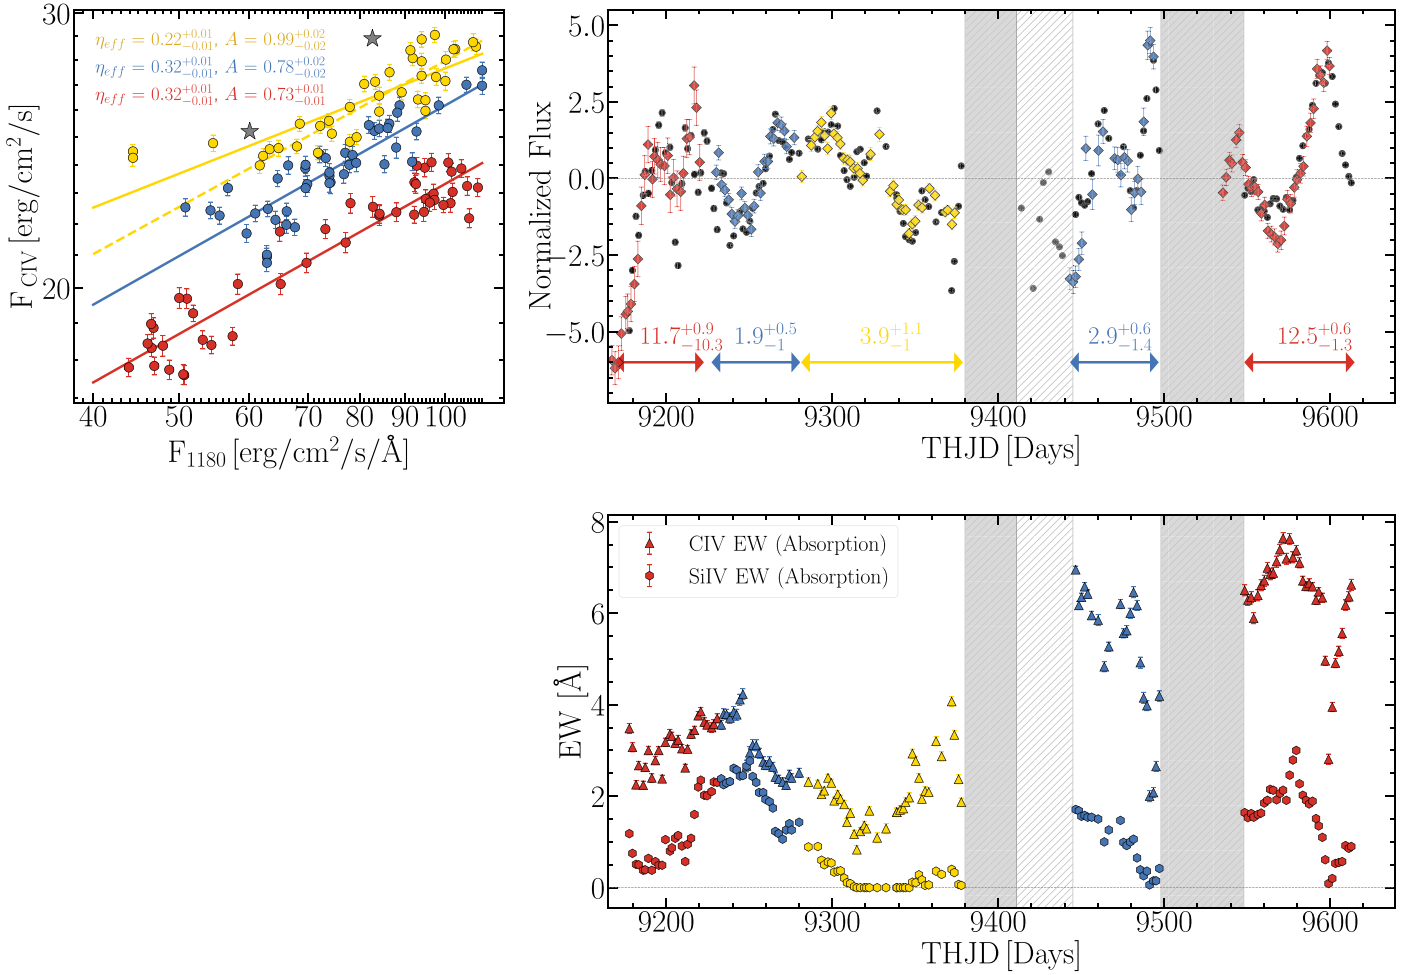 30
20
F CIV [erg/cm²/s]
η_eff = 0.22^{+0.01}_{-0.01}, A = 0.99^{+0.02}_{-0.02}
η_eff = 0.32^{+0.01}_{-0.01}, A = 0.78^{+0.02}_{-0.02}
η_eff = 0.32^{+0.01}_{-0.01}, A = 0.73^{+0.01}_{-0.01}
40 50 60 70 80 90 100
F₁₁₈₀ [erg/cm²/s/Å]
5.0
2.5
0.0
−2.5
−5.0
Normalized Flux
11.7^{+0.9}_{-10.3} 1.9^{+0.5}_{-1} 3.9^{+1.1}_{-1} 2.9^{+0.6}_{-1.4} 12.5^{+0.6}_{-1.3}
9200 9300 9400 9500 9600
THJD [Days]
8
6
4
2
0
EW [Å]
CIV EW (Absorption)
SiIV EW (Absorption)
9200 9300 9400 9500 9600
THJD [Days]